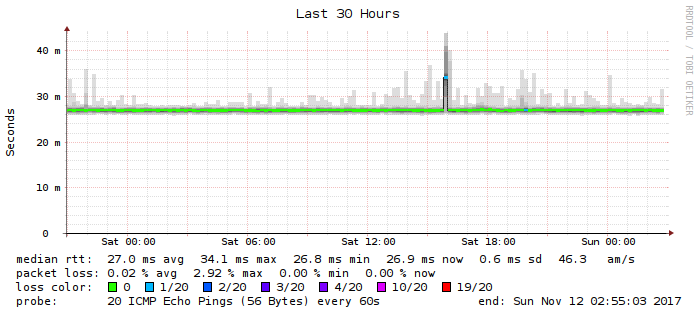 Last 30 Hours
RRDTOOL / TOBI OETIKER
Seconds
40 m
30 m
20 m
10 m
0
Sat 00:00 Sat 06:00 Sat 12:00 Sat 18:00 Sun 00:00
median rtt: 27.0 ms avg 34.1 ms max 26.8 ms min 26.9 ms now 0.6 ms sd 46.3 am/s
packet loss: 0.02 % avg 2.92 % max 0.00 % min 0.00 % now
loss color: 0 1/20 2/20 3/20 4/20 10/20 19/20
probe: 20 ICMP Echo Pings (56 Bytes) every 60s end: Sun Nov 12 02:55:03 2017